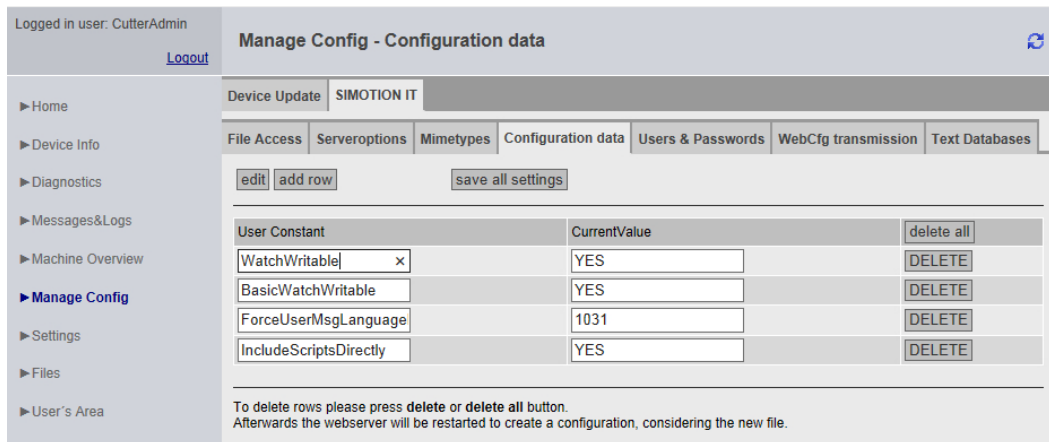 Logged in user: CutterAdmin
Logout
Manage Config - Configuration data
►Home
►Device Info
►Diagnostics
►Messages&Logs
►Machine Overview
►Manage Config
►Settings
►Files
►User´s Area
Device Update SIMOTION IT
File Access Serveroptions Mimetypes Configuration data Users & Passwords WebCfg transmission Text Databases
edit add row save all settings
User Constant CurrentValue delete all
WatchWritable × YES DELETE
BasicWatchWritable YES DELETE
ForceUserMsgLanguage 1031 DELETE
IncludeScriptsDirectly YES DELETE
To delete rows please press delete or delete all button.
Afterwards the webserver will be restarted to create a configuration, considering the new file.